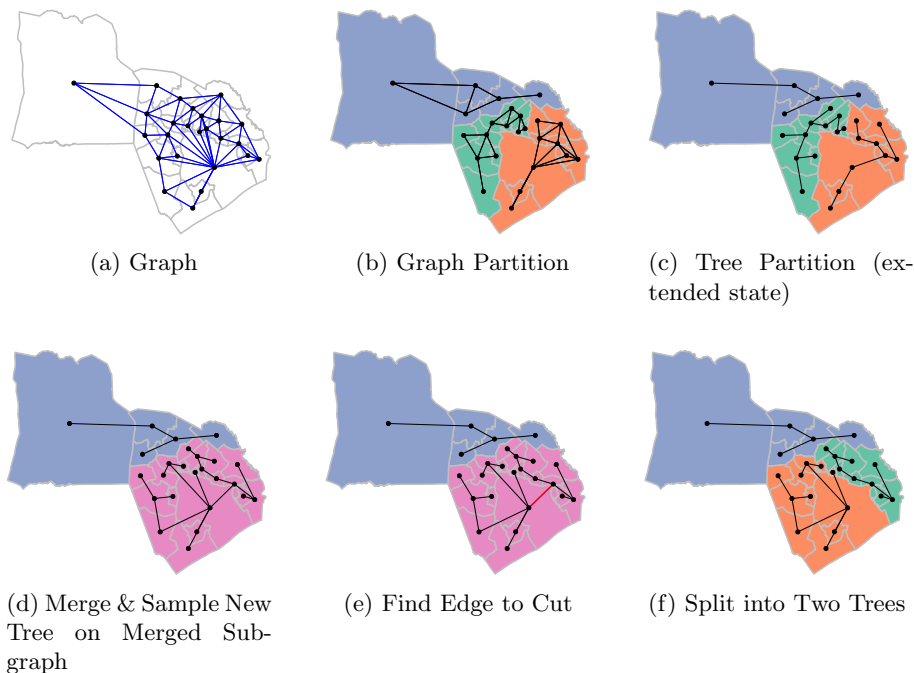 (a) Graph
(b) Graph Partition
(c) Tree Partition (ex-
tended state)
(d) Merge & Sample New
Tree on Merged Sub-
graph
(e) Find Edge to Cut
(f) Split into Two Trees